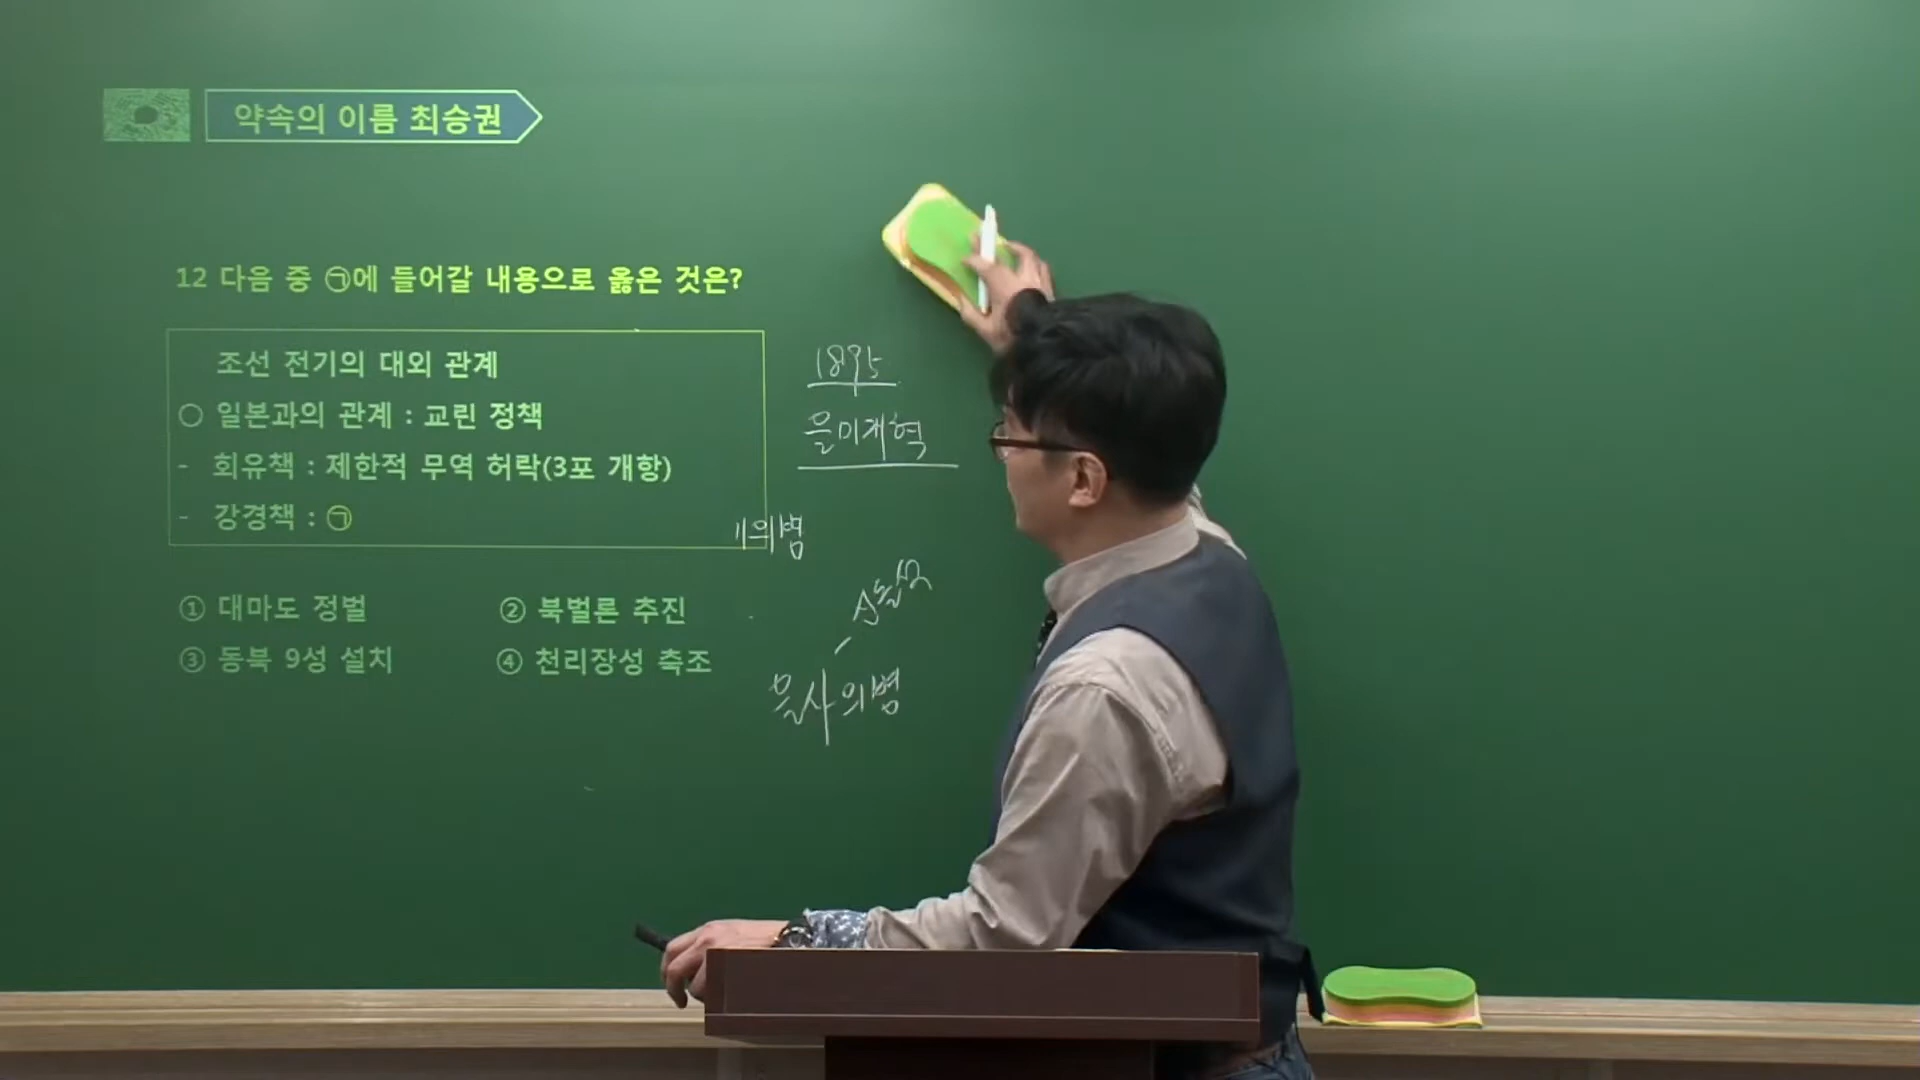 약속의 이름 최승권
12 다음 중 ㉠에 들어갈 내용으로 옳은 것은?
조선 전기의 대외 관계
○ 일본과의 관계 : 교린 정책
- 회유책 : 제한적 무역 허락(3포 개항)
- 강경책 : ㉠
① 대마도 정벌 ② 북벌론 추진
③ 동북 9성 설치 ④ 천리장성 축조
1895
을미개혁
의병
신돌석
을사의병